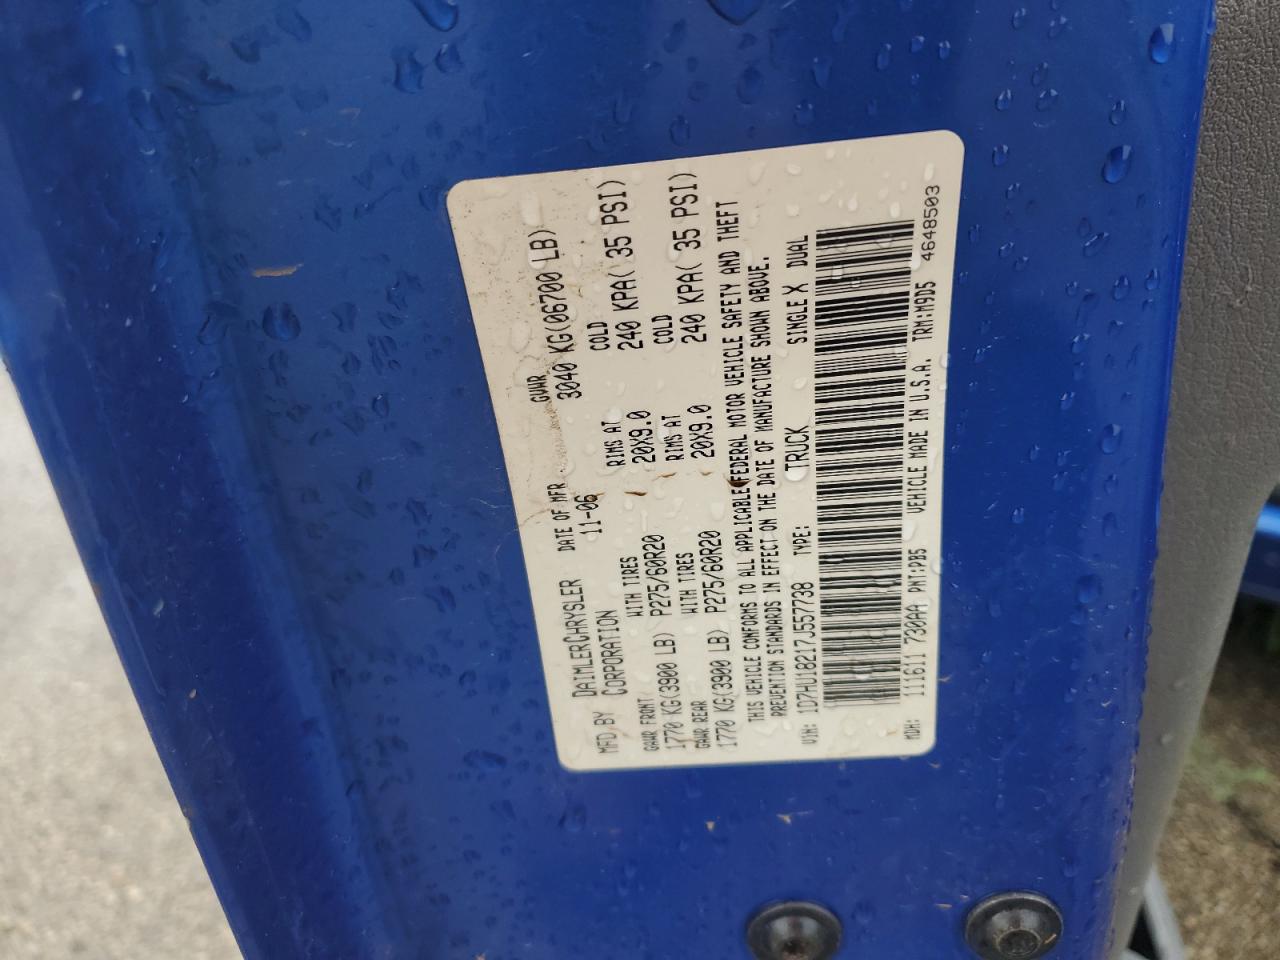 MFD BY DAIMLERCHRYSLER CORPORATION DATE OF MFR 11-06 GVWR 3040 KG(06700 LB)
GAWR FRONT WITH TIRES RIMS AT COLD
1770 KG(3900 LB) P275/60R20 20X9.0 240 KPA( 35 PSI)
GAWR REAR WITH TIRES RIMS AT COLD
1770 KG(3900 LB) P275/60R20 20X9.0 240 KPA( 35 PSI)
THIS VEHICLE CONFORMS TO ALL APPLICABLE FEDERAL MOTOR VEHICLE SAFETY AND THEFT
PREVENTION STANDARDS IN EFFECT ON THE DATE OF MANUFACTURE SHOWN ABOVE.
VIN: 1D7HU18217J557738 TYPE: TRUCK SINGLE X DUAL
MDH: 111611 730AA PNT:PB5 VEHICLE MADE IN U.S.A. TRM:M9D5 4648503